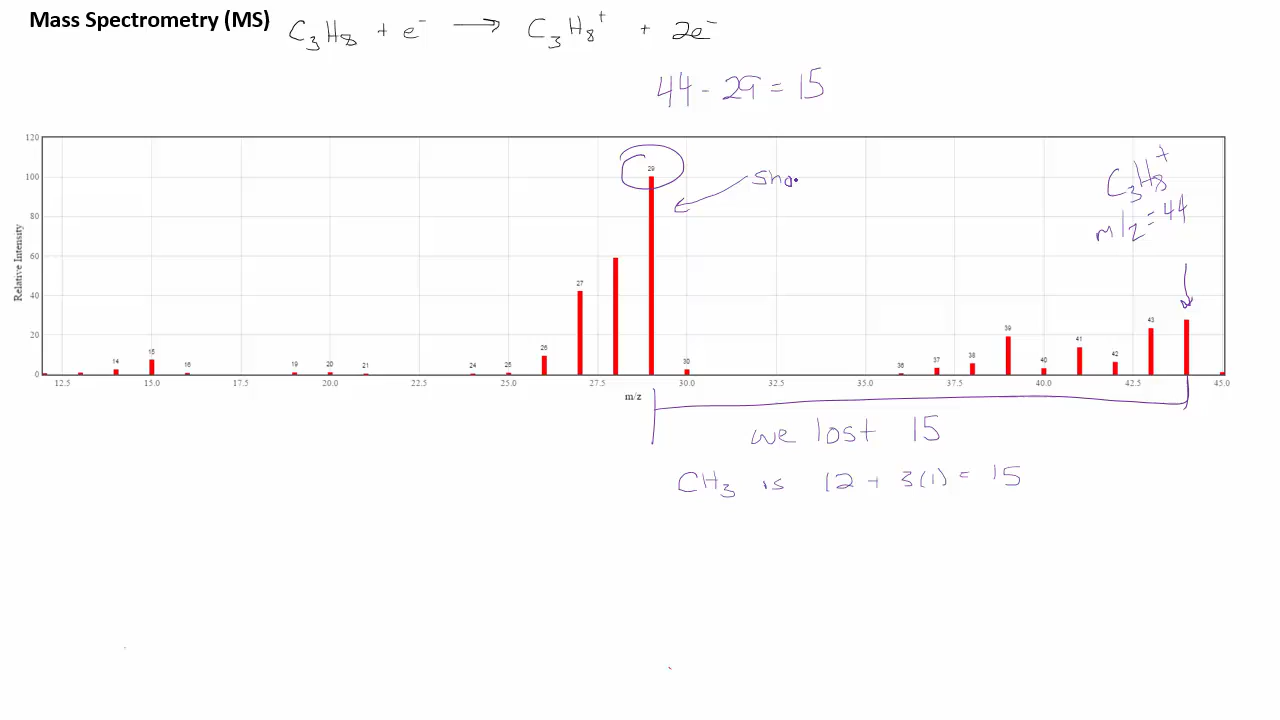 Mass Spectrometry (MS) C₃H₈ + e⁻ → C₃H₈⁺ + 2e⁻
44 - 29 = 15
120
100
80
60
40
20
0
Relative Intensity
14 15 16 19 20 21 24 25 26 27 29 30 36 37 38 39 40 41 42 43
sho
C₃H₈⁺
m/z = 44
12.5 15.0 17.5 20.0 22.5 25.0 27.5 30.0 32.5 35.0 37.5 40.0 42.5 45.0
m/z
we lost 15
CH₃ is 12 + 3(1) = 15